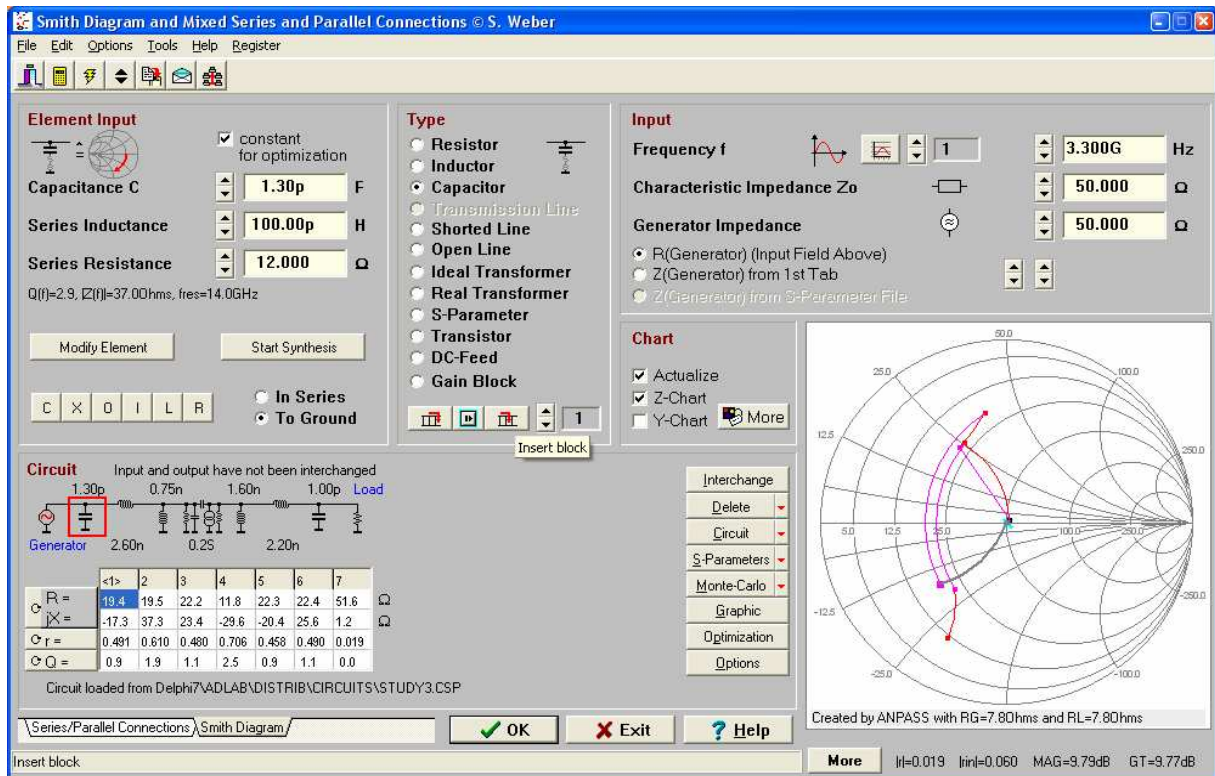 Smith Diagram and Mixed Series and Parallel Connections © S. Weber
File Edit Options Tools Help Register
Element Input
constant
for optimization
Capacitance C 1.30p F
Series Inductance 100.00p H
Series Resistance 12.000 Ω
Q(f)=2.9, |Z(f)|=37.0Ohms, fres=14.0GHz
Modify Element Start Synthesis
C X O I L R
In Series
To Ground
Type
Resistor
Inductor
Capacitor
Transmission Line
Shorted Line
Open Line
Ideal Transformer
Real Transformer
S-Parameter
Transistor
DC-Feed
Gain Block
1
Insert block
Input
Frequency f 1 3.300G Hz
Characteristic Impedance Zo 50.000 Ω
Generator Impedance 50.000 Ω
R(Generator) (Input Field Above)
Z(Generator) from 1st Tab
Z(Generator) from S-Parameter File
Chart
Actualize
Z-Chart
Y-Chart More
50.0
25.0 100.0
12.5 250.0
5.0 12.5 25.0 100.0 250.0
-12.5 -250.0
-25.0 -100.0
Created by ANPASS with RG=7.8Ohms and RL=7.8Ohms
Circuit Input and output have not been interchanged
1.30p 0.75n 1.60n 1.00p Load
Generator 2.60n 0.2S 2.20n
<1> 2 3 4 5 6 7
R = 19.4 19.5 22.2 11.8 22.3 22.4 51.6 Ω
jX = -17.3 37.3 23.4 -29.6 -20.4 25.6 1.2 Ω
r = 0.491 0.610 0.480 0.706 0.458 0.490 0.019
Q = 0.9 1.9 1.1 2.5 0.9 1.1 0.0
Circuit loaded from Delphi7\ADLAB\DISTRIB\CIRCUITS\STUDY3.CSP
Interchange
Delete
Circuit
S-Parameters
Monte-Carlo
Graphic
Optimization
Options
Series/Parallel Connections Smith Diagram
OK Exit Help
Insert block
More |r|=0.019 |rin|=0.060 MAG=9.79dB GT=9.77dB